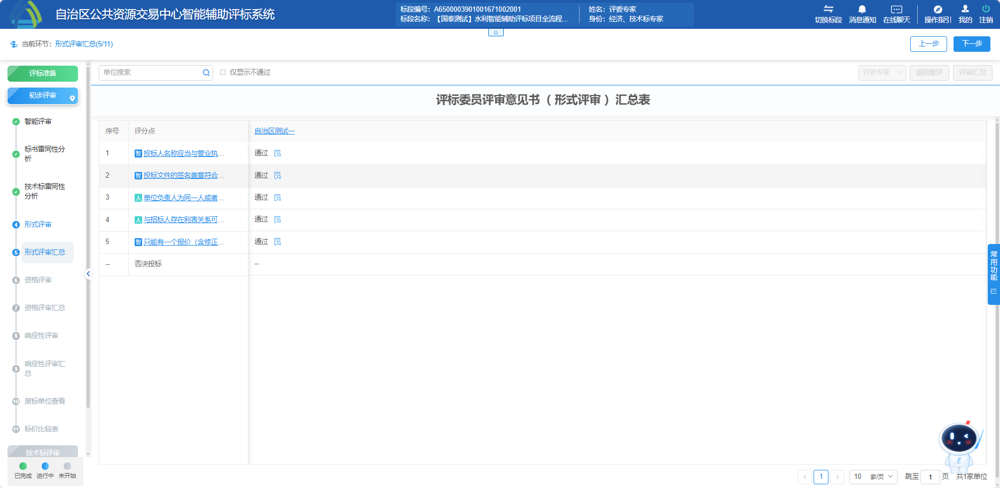 自治区公共资源交易中心智能辅助评标系统
标段编号：A6500003901001671002001
标段名称：【国泰测试】水利智能辅助评标项目全流程...
姓名：评委专家
身份：经济、技术标专家
切换标段
消息通知
在线聊天
操作指引
我的
注销
当前环节：形式评审汇总(5/11)
上一步
下一步
评标准备
初步评审
智能评审
标书雷同性分
析
技术标雷同性
分析
4 形式评审
5 形式评审汇总
6 资格评审
7 资格评审汇总
8 响应性评审
9 响应性评审汇
总
10 废标单位查看
11 标价比较表
技术标评审
已完成 进行中 未开始
单位搜索
仅显示不通过
评委专家
退回重评
评审汇总
评标委员评审意见书（ 形式评审 ）汇总表
序号 评分点 自治区测试一
1 智 投标人名称应当与营业执... 通过
2 智 投标文件的签名盖章符合... 通过
3 人 单位负责人为同一人或者... 通过
4 人 与招标人存在利害关系可... 通过
5 智 只能有一个报价（含修正... 通过
-- 否决投标 --
常用功能
E
1
10 家/页
跳至 1 页 共1家单位